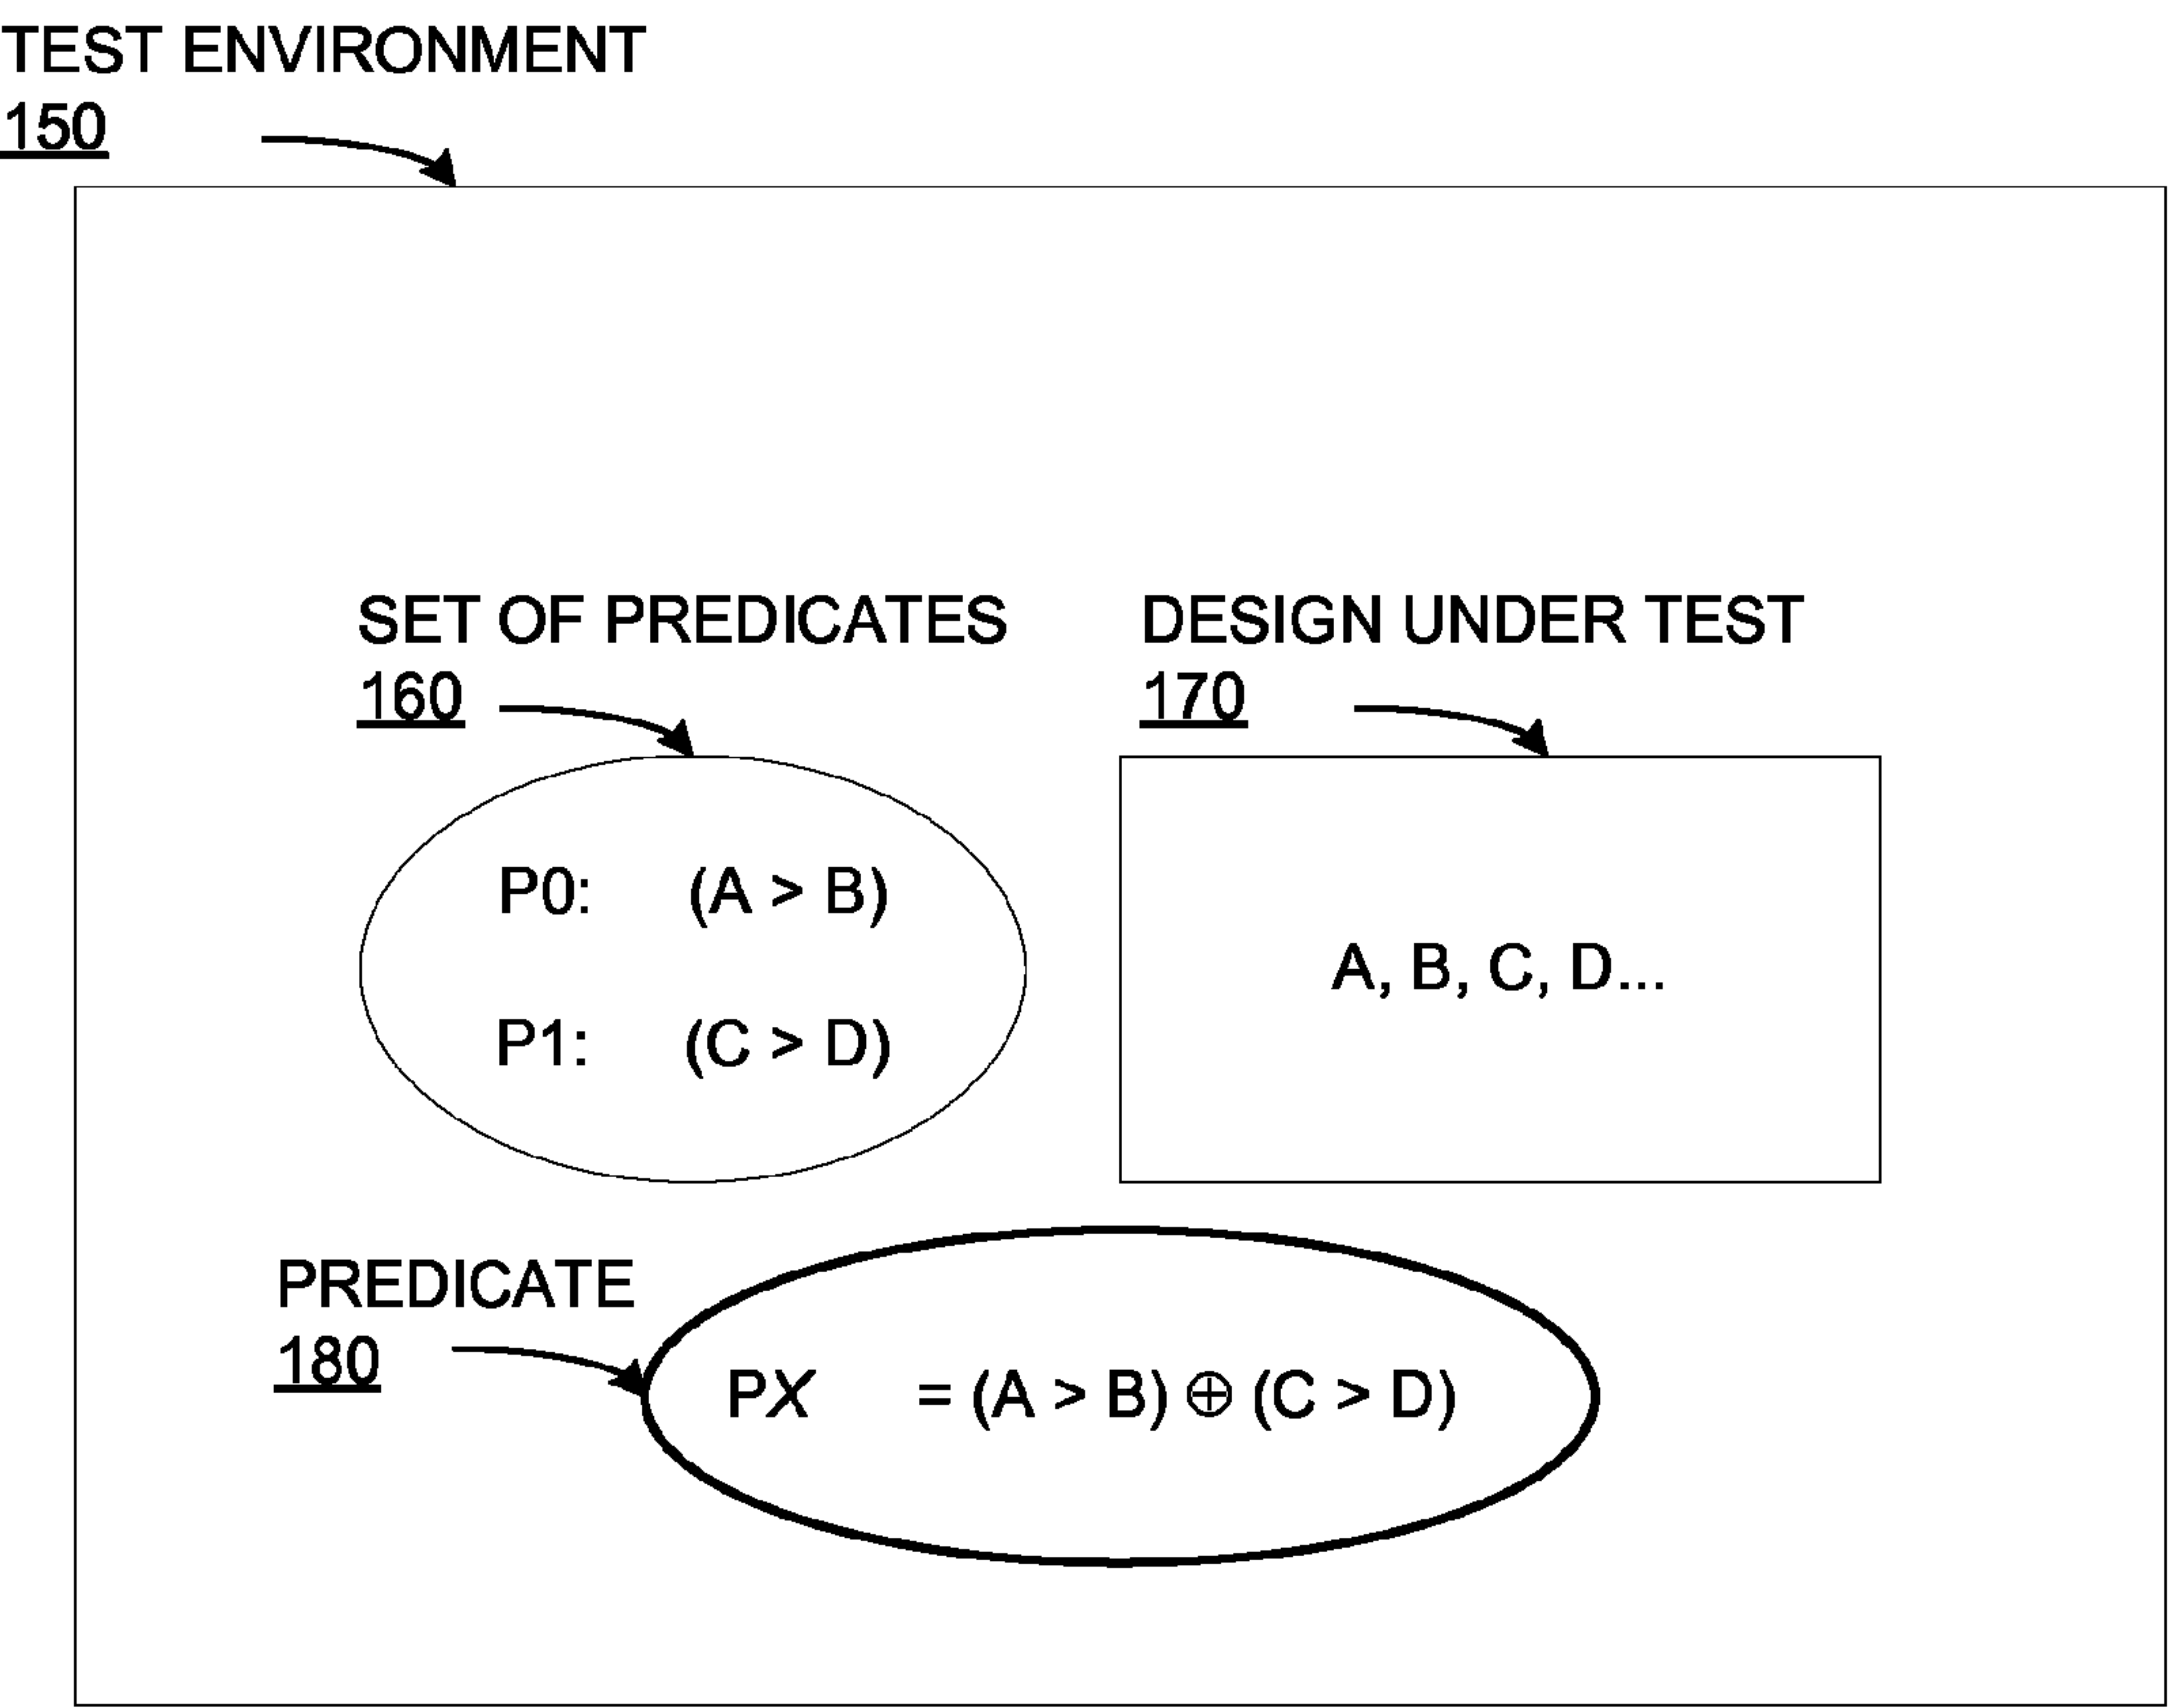 TEST ENVIRONMENT
150
SET OF PREDICATES
160
DESIGN UNDER TEST
170
P0: (A > B)
P1: (C > D)
A, B, C, D...
PREDICATE
180
PX = (A > B) ⊕ (C > D)